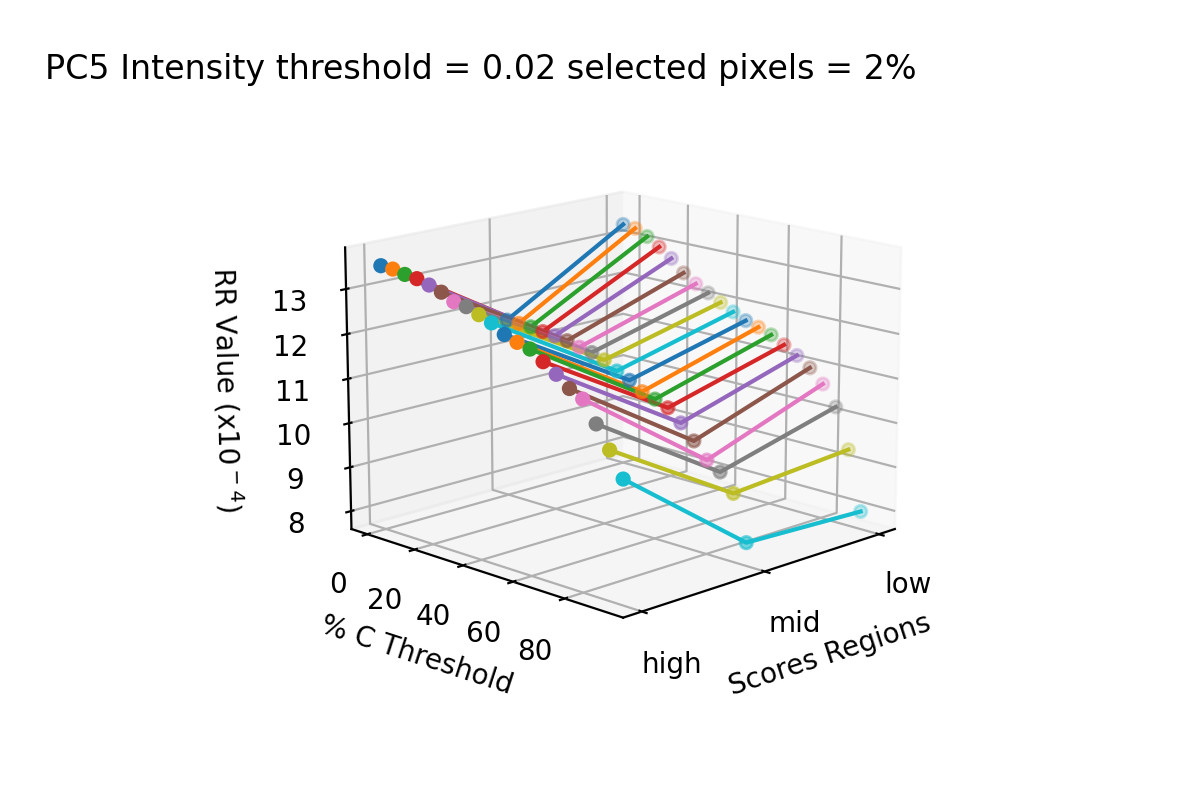 PC5 Intensity threshold = 0.02 selected pixels = 2%
RR Value (x10⁻⁴)
13
12
11
10
9
8
0
20
40
60
80
% C Threshold
high
mid
low
Scores Regions